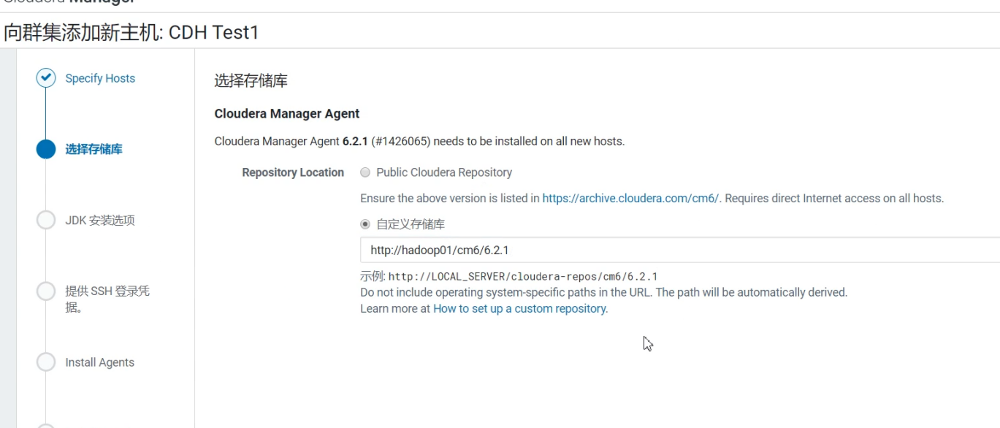 Cloudera Manager
向群集添加新主机: CDH Test1
Specify Hosts
选择存储库
JDK 安装选项
提供 SSH 登录凭
据。
Install Agents
选择存储库
Cloudera Manager Agent
Cloudera Manager Agent 6.2.1 (#1426065) needs to be installed on all new hosts.
Repository Location
Public Cloudera Repository
Ensure the above version is listed in https://archive.cloudera.com/cm6/. Requires direct Internet access on all hosts.
自定义存储库
http://hadoop01/cm6/6.2.1
示例: http://LOCAL_SERVER/cloudera-repos/cm6/6.2.1
Do not include operating system-specific paths in the URL. The path will be automatically derived.
Learn more at How to set up a custom repository.